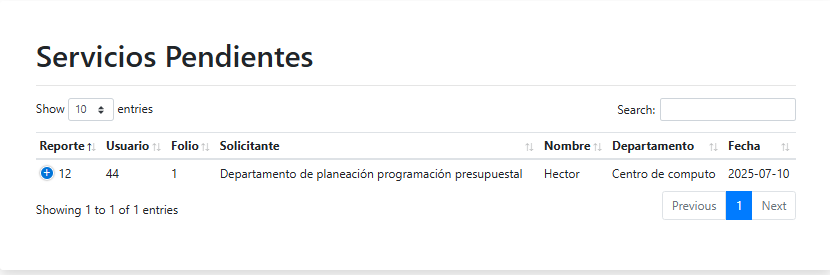 Servicios Pendientes
Show 10 entries Search:
Reporte Usuario Folio Solicitante Nombre Departamento Fecha
12 44 1 Departamento de planeación programación presupuestal Hector Centro de computo 2025-07-10
Showing 1 to 1 of 1 entries Previous 1 Next